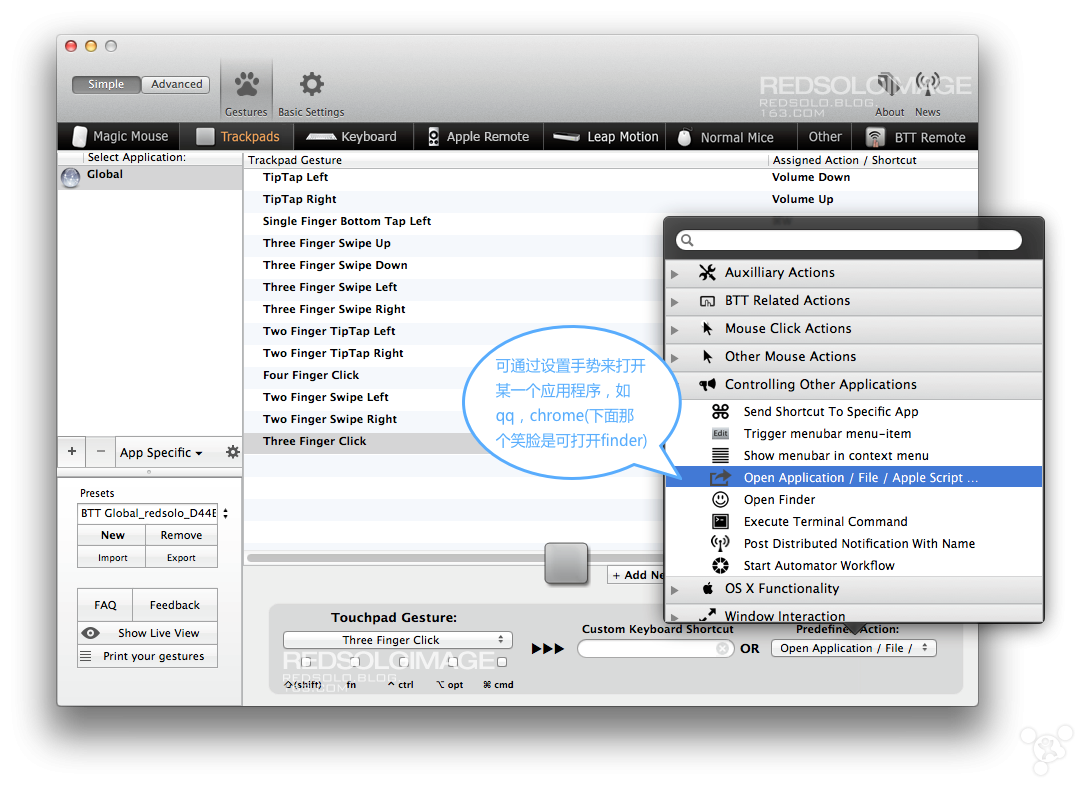 Simple
Advanced
Gestures
Basic Settings
About
News
REDSOLOIMAGE
REDSOLO.BLOG.
163.COM
Magic Mouse
Trackpads
Keyboard
Apple Remote
Leap Motion
Normal Mice
Other
BTT Remote
Select Application:
Global
Trackpad Gesture
Assigned Action / Shortcut
TipTap Left
Volume Down
TipTap Right
Volume Up
Single Finger Bottom Tap Left
Three Finger Swipe Up
Three Finger Swipe Down
Three Finger Swipe Left
Three Finger Swipe Right
Two Finger TipTap Left
Two Finger TipTap Right
Four Finger Click
Two Finger Swipe Left
Two Finger Swipe Right
Three Finger Click
可通过设置手势来打开
某一个应用程序，如
qq，chrome(下面那
个笑脸是可打开finder)
Auxilliary Actions
BTT Related Actions
Mouse Click Actions
Other Mouse Actions
Controlling Other Applications
Send Shortcut To Specific App
Edit
Trigger menubar menu-item
Show menubar in context menu
Open Application / File / Apple Script ...
Open Finder
Execute Terminal Command
Post Distributed Notification With Name
Start Automator Workflow
OS X Functionality
Window Interaction
+
−
App Specific
Presets
BTT Global_redsolo_D44E
New
Remove
Import
Export
FAQ
Feedback
Show Live View
Print your gestures
+ Add Ne
Touchpad Gesture:
Three Finger Click
(shift)
fn
^ ctrl
⌥ opt
⌘ cmd
REDSOLOIMAGE
REDSOLO.BLOG.
163.COM
Custom Keyboard Shortcut
OR
Predefined Action:
Open Application / File /